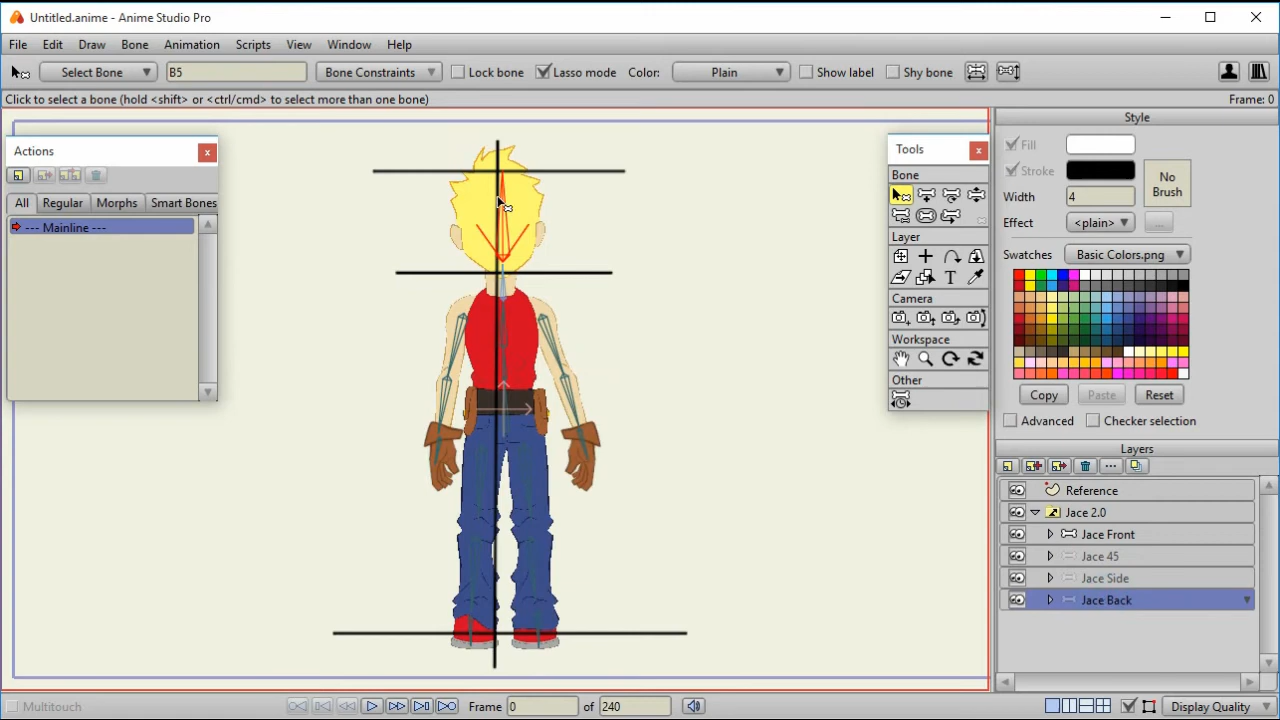 Untitled.anime - Anime Studio Pro
File Edit Draw Bone Animation Scripts View Window Help
Select Bone B5 Bone Constraints Lock bone Lasso mode Color: Plain Show label Shy bone
Click to select a bone (hold <shift> or <ctrl/cmd> to select more than one bone) Frame: 0
Actions
All Regular Morphs Smart Bones
--- Mainline ---
Tools
Bone
Layer
T
Camera
Workspace
Other
Style
Fill
Stroke
Width 4
Effect <plain> ...
No
Brush
Swatches Basic Colors.png
Copy Paste Reset
Advanced Checker selection
Layers
Reference
Jace 2.0
Jace Front
Jace 45
Jace Side
Jace Back
Multitouch Frame 0 of 240 Display Quality